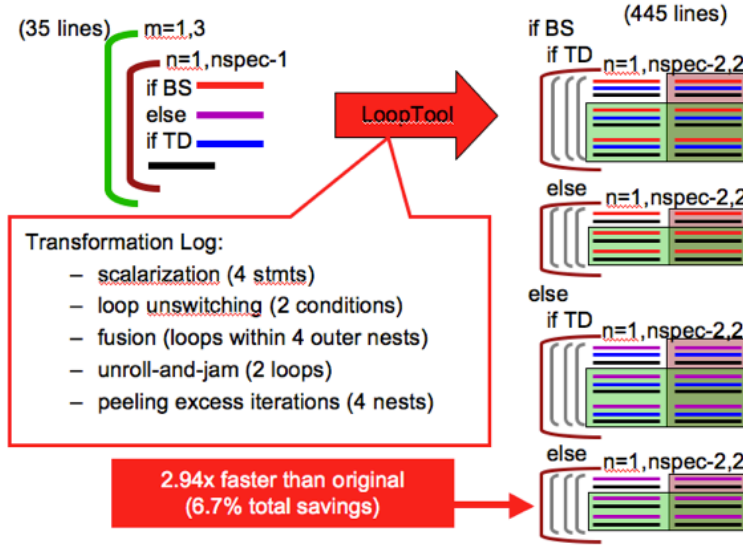 (35 lines)
m=1,3
n=1,nspec-1
if BS
else
if TD
LoopTool
Transformation Log:
– scalarization (4 stmts)
– loop unswitching (2 conditions)
– fusion (loops within 4 outer nests)
– unroll-and-jam (2 loops)
– peeling excess iterations (4 nests)
2.94x faster than original
(6.7% total savings)
(445 lines)
if BS
if TD
n=1,nspec-2,2
else
n=1,nspec-2,2
else
if TD
n=1,nspec-2,2
else
n=1,nspec-2,2